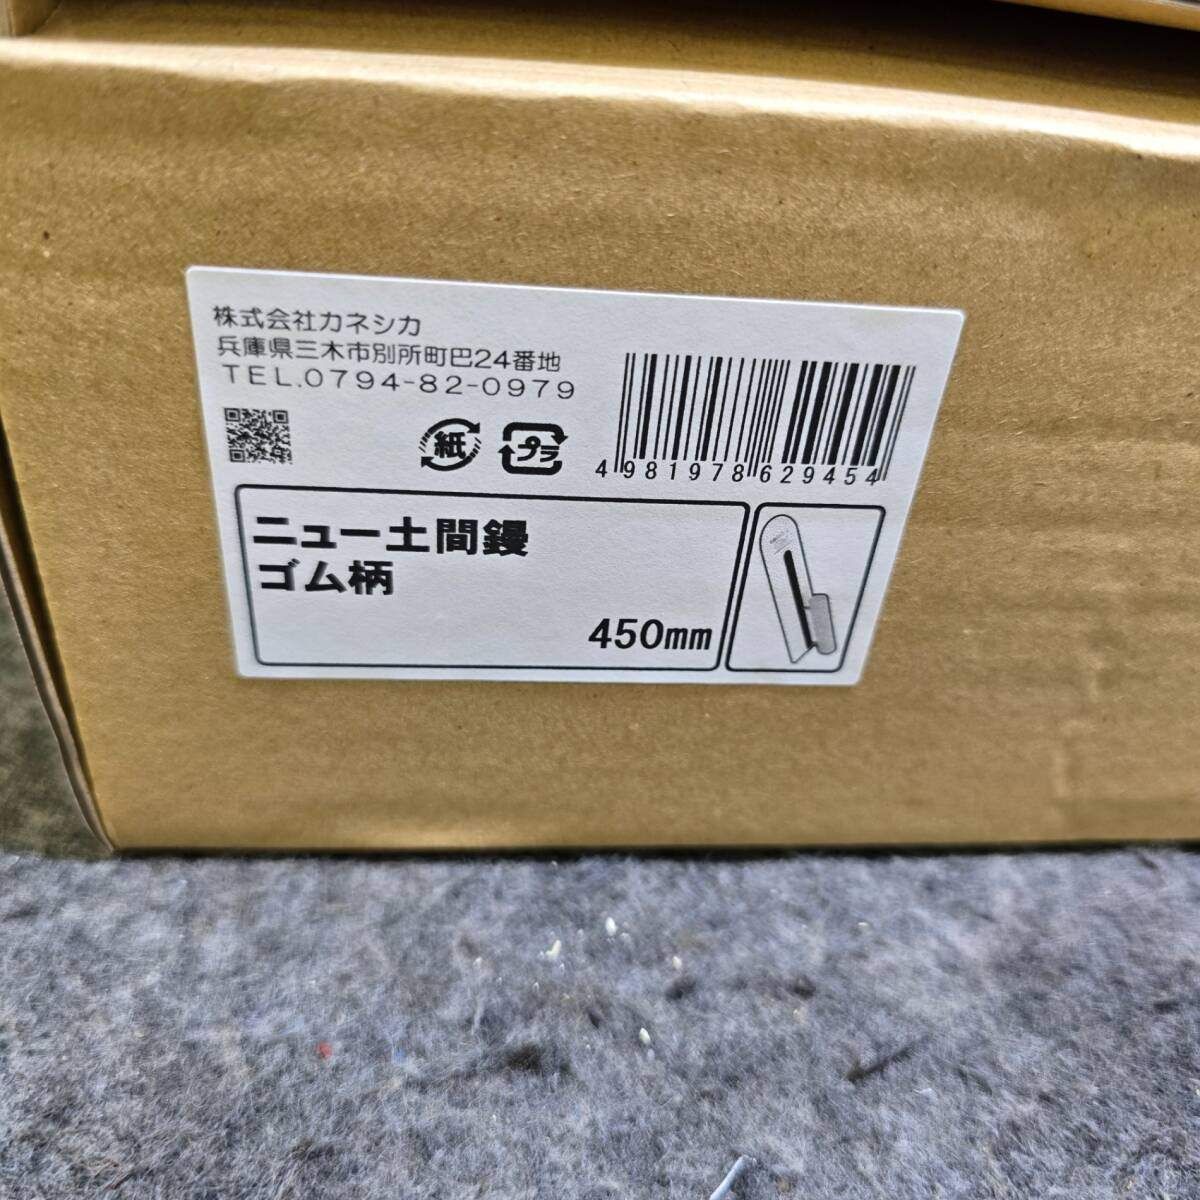 株式会社カネシカ
兵庫県三木市別所町巴24番地
TEL.0794-82-0979
紙
プラ
4981978629454
ニュー土間鏝
ゴム柄
450mm